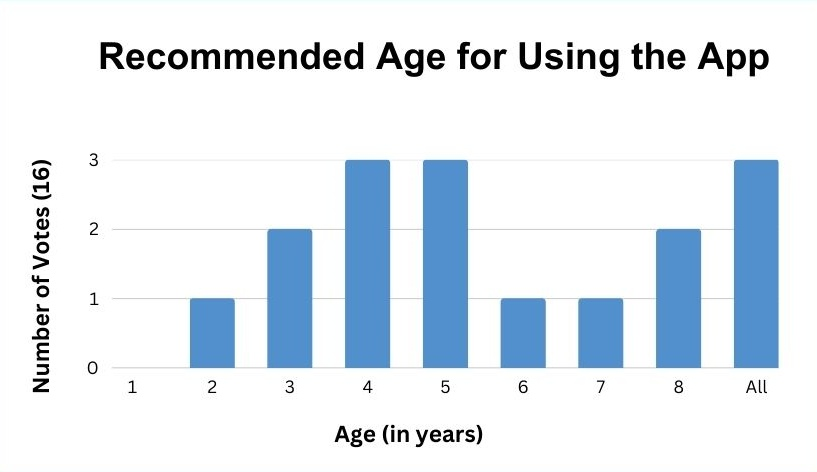 Recommended Age for Using the App
Number of Votes (16)
3
2
1
0
1 2 3 4 5 6 7 8 All
Age (in years)